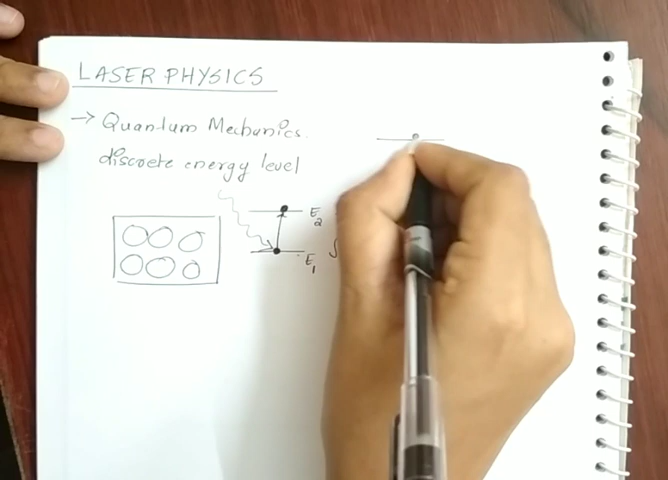 LASER PHYSICS
→ Quantum Mechanics.
discrete energy level
E₂
E₁